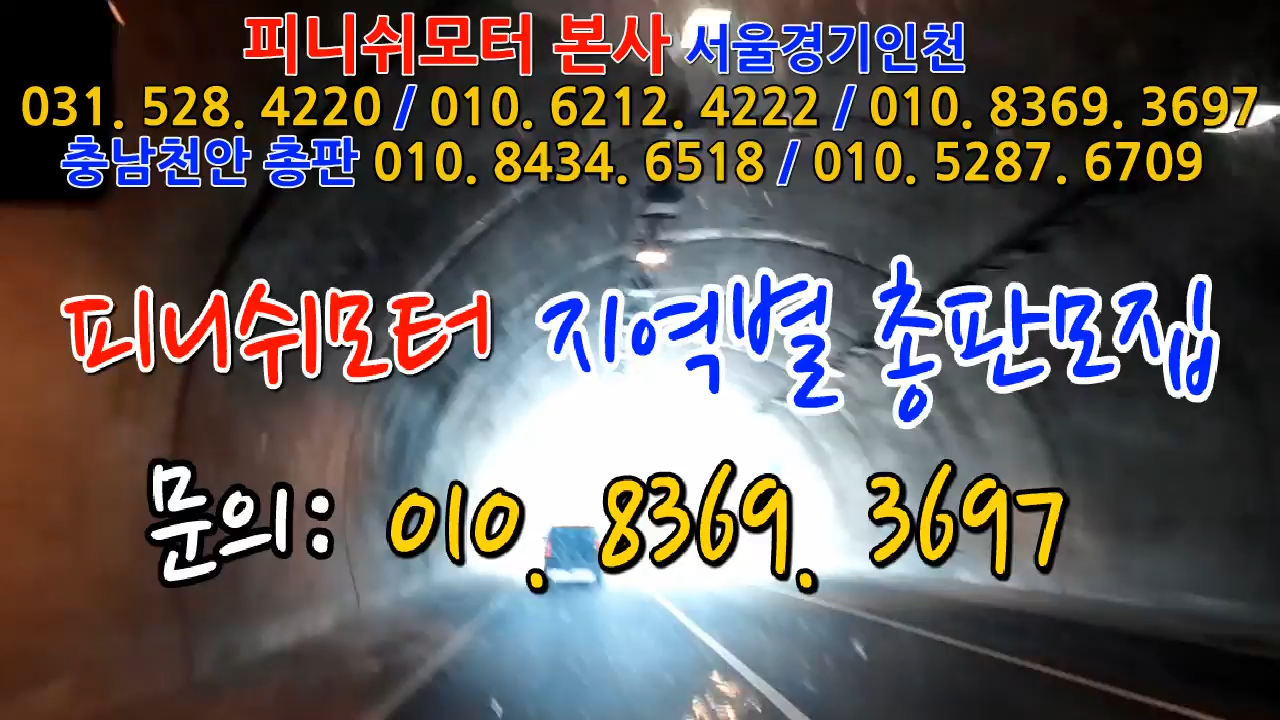 피니쉬모터 본사 서울경기인천
031. 528. 4220 / 010. 6212. 4222 / 010. 8369. 3697
충남천안 총판 010. 8434. 6518 / 010. 5287. 6709
피니쉬모터 지역별 총판모집
문의: 010. 8369. 3697